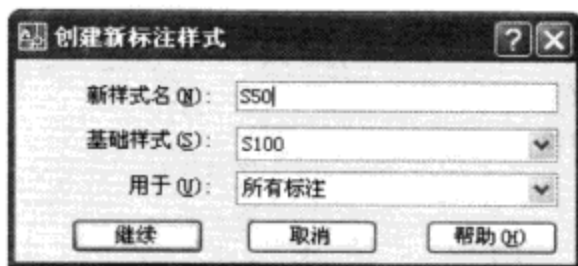 创建新标注样式
新样式名(N): S50
基础样式(S): S100
用于(U): 所有标注
继续 取消 帮助(H)